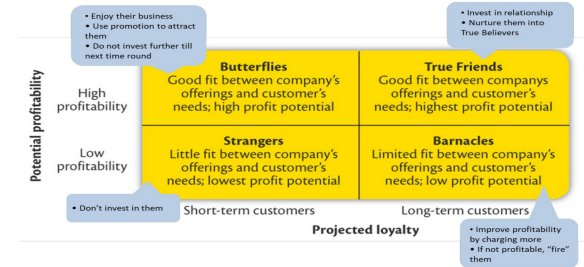 • Enjoy their business
• Use promotion to attract
them
• Do not invest further till
next time round
• Invest in relationship
• Nurture them into
True Believers
Potential profitability
High
profitability
Butterflies
Good fit between company's
offerings and customer's
needs; high profit potential
True Friends
Good fit between companys
offerings and customer's
needs; highest profit potential
Low
profitability
Strangers
Little fit between company's
offerings and customer's
needs; lowest profit potential
Barnacles
Limited fit between company's
offerings and customer's
needs; low profit potential
• Don't invest in them
Short-term customers
Long-term customers
Projected loyalty
• Improve profitability
by charging more
• If not profitable, "fire"
them